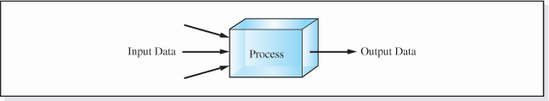 Input Data
Process
Output Data